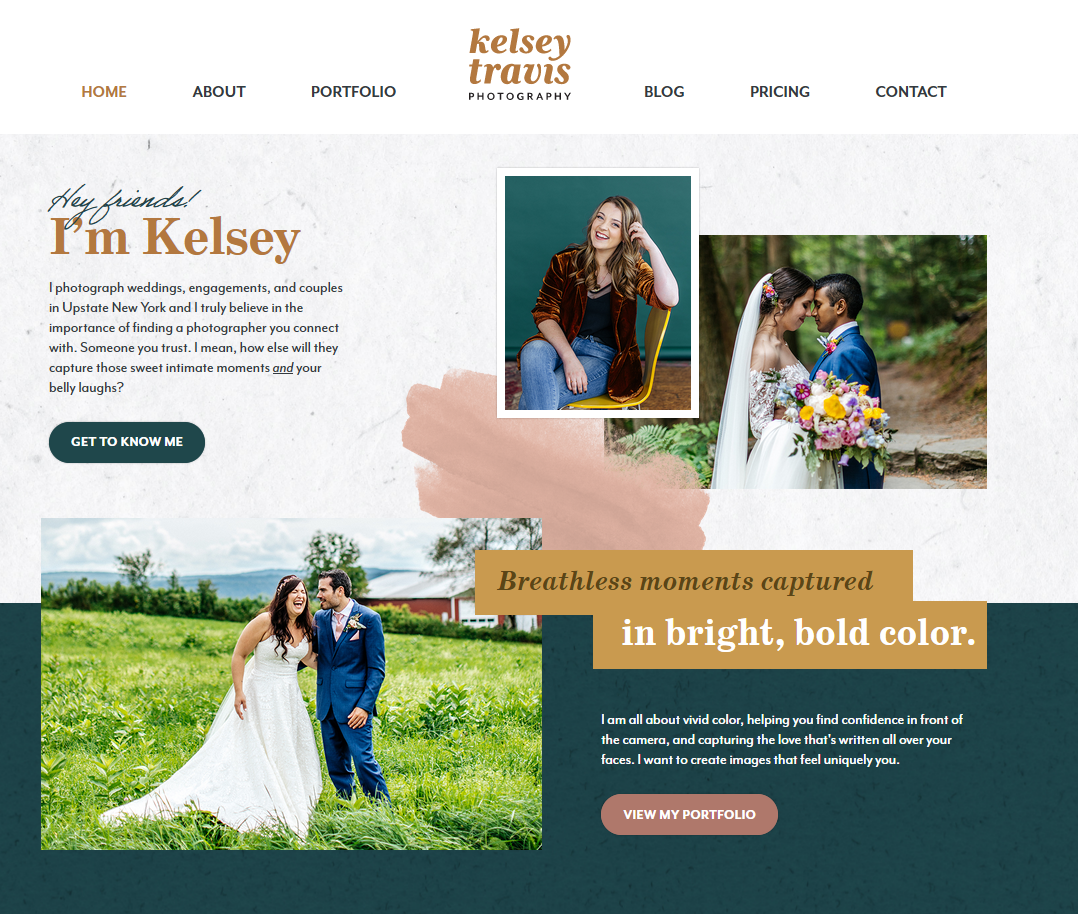 kelsey
travis
PHOTOGRAPHY
HOME
ABOUT
PORTFOLIO
BLOG
PRICING
CONTACT
Hey friends!
I'm Kelsey
I photograph weddings, engagements, and couples
in Upstate New York and I truly believe in the
importance of finding a photographer you connect
with. Someone you trust. I mean, how else will they
capture those sweet intimate moments and your
belly laughs?
GET TO KNOW ME
Breathless moments captured
in bright, bold color.
I am all about vivid color, helping you find confidence in front of
the camera, and capturing the love that's written all over your
faces. I want to create images that feel uniquely you.
VIEW MY PORTFOLIO